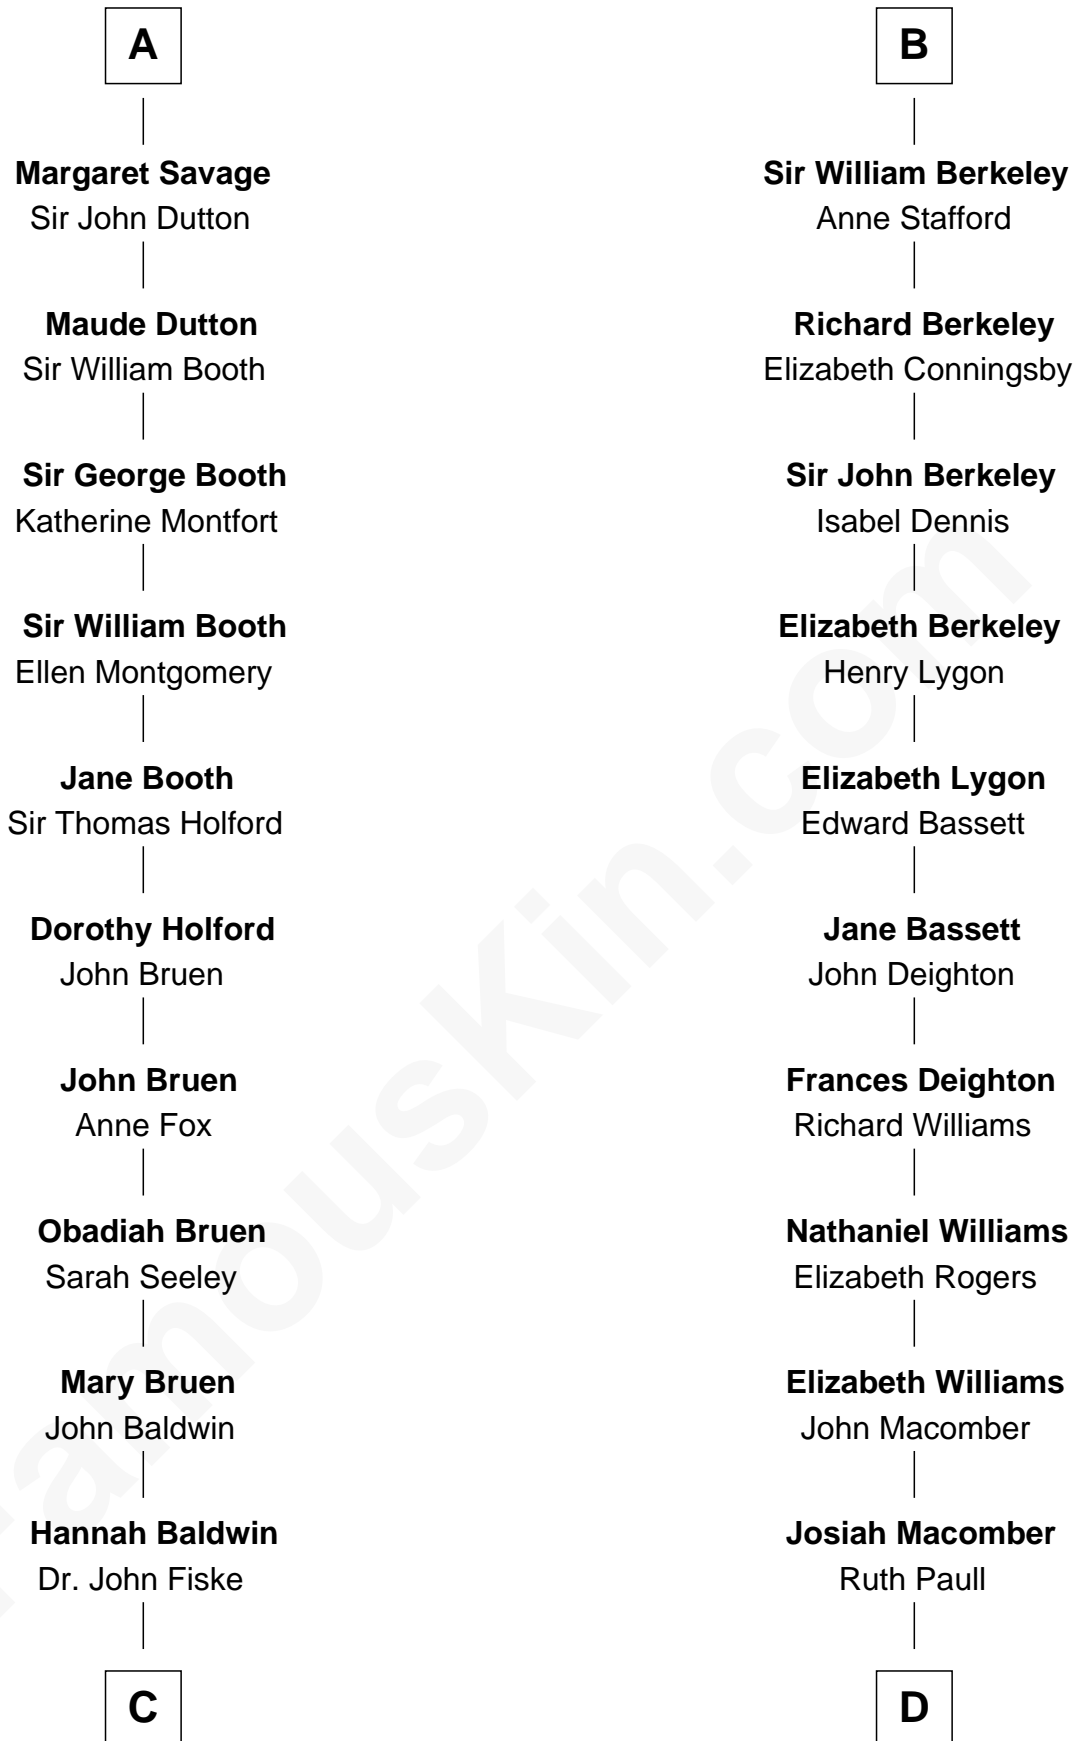 A
Margaret Savage
Sir John Dutton
Maude Dutton
Sir William Booth
Sir George Booth
Katherine Montfort
Sir William Booth
Ellen Montgomery
Jane Booth
Sir Thomas Holford
Dorothy Holford
John Bruen
John Bruen
Anne Fox
Obadiah Bruen
Sarah Seeley
Mary Bruen
John Baldwin
Hannah Baldwin
Dr. John Fiske
C
B
Sir William Berkeley
Anne Stafford
Richard Berkeley
Elizabeth Conningsby
Sir John Berkeley
Isabel Dennis
Elizabeth Berkeley
Henry Lygon
Elizabeth Lygon
Edward Bassett
Jane Bassett
John Deighton
Frances Deighton
Richard Williams
Nathaniel Williams
Elizabeth Rogers
Elizabeth Williams
John Macomber
Josiah Macomber
Ruth Paull
D
FamousKin.com